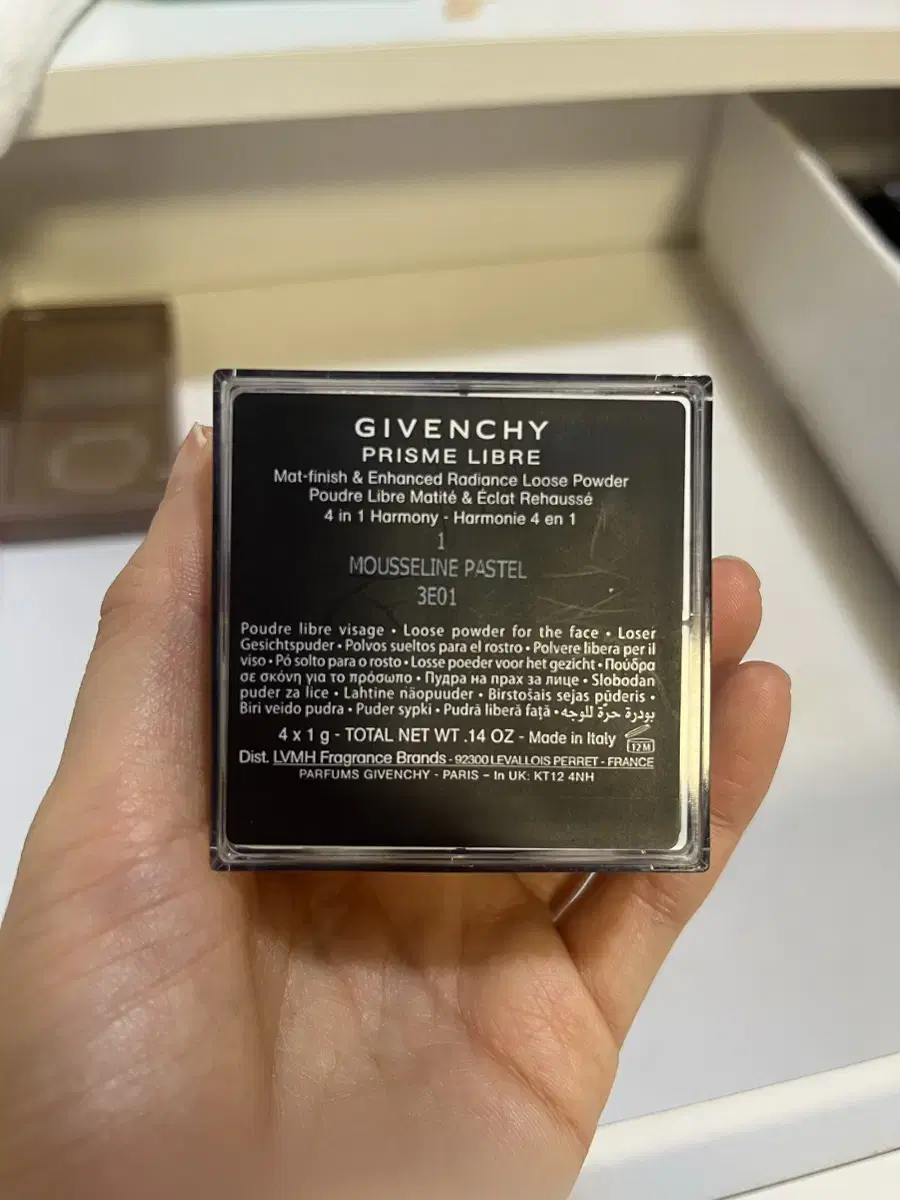 GIVENCHY
PRISME LIBRE
Mat-finish & Enhanced Radiance Loose Powder
Poudre Libre Matité & Éclat Rehaussé
4 in 1 Harmony - Harmonie 4 en 1
1
MOUSSELINE PASTEL
3E01
Poudre libre visage • Loose powder for the face • Loser
Gesichtspuder • Polvos sueltos para el rostro • Polvere libera per il
viso • Pó solto para o rosto • Losse poeder voor het gezicht • Πούδρα
σε σκόνη για το πρόσωπο • Пудра на прах за лице • Slobodan
puder za lice • Lahtine näopuuder • Birstošais sejas pūderis •
Biri veido pudra • Puder sypki • Pudră liberă față • بودرة حرّة للوجه
4 x 1 g - TOTAL NET WT .14 OZ - Made in Italy 12 M
Dist. LVMH Fragrance Brands - 92300 LEVALLOIS PERRET - FRANCE
PARFUMS GIVENCHY - PARIS – In UK: KT12 4NH